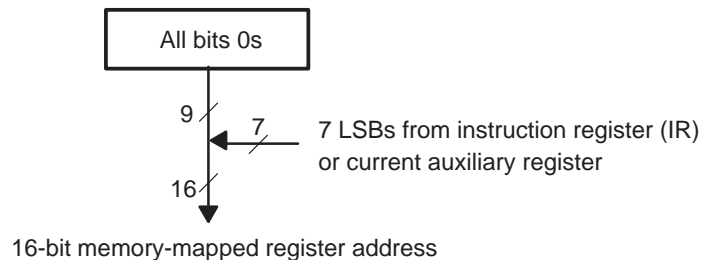 All bits 0s
9
7
7 LSBs from instruction register (IR)
or current auxiliary register
16
16-bit memory-mapped register address